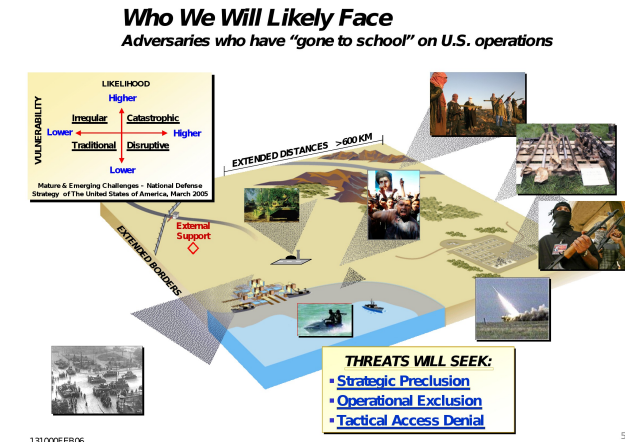 Who We Will Likely Face
Adversaries who have “gone to school” on U.S. operations
LIKELIHOOD
Higher
VULNERABILITY
Irregular Catastrophic
Lower Higher
Traditional Disruptive
Lower
Mature & Emerging Challenges – National Defense
Strategy of The United States of America, March 2005
EXTENDED DISTANCES >600 KM
External
Support
EXTENDED BORDERS
THREATS WILL SEEK:
▪ Strategic Preclusion
▪ Operational Exclusion
▪ Tactical Access Denial
131000FEB06
5